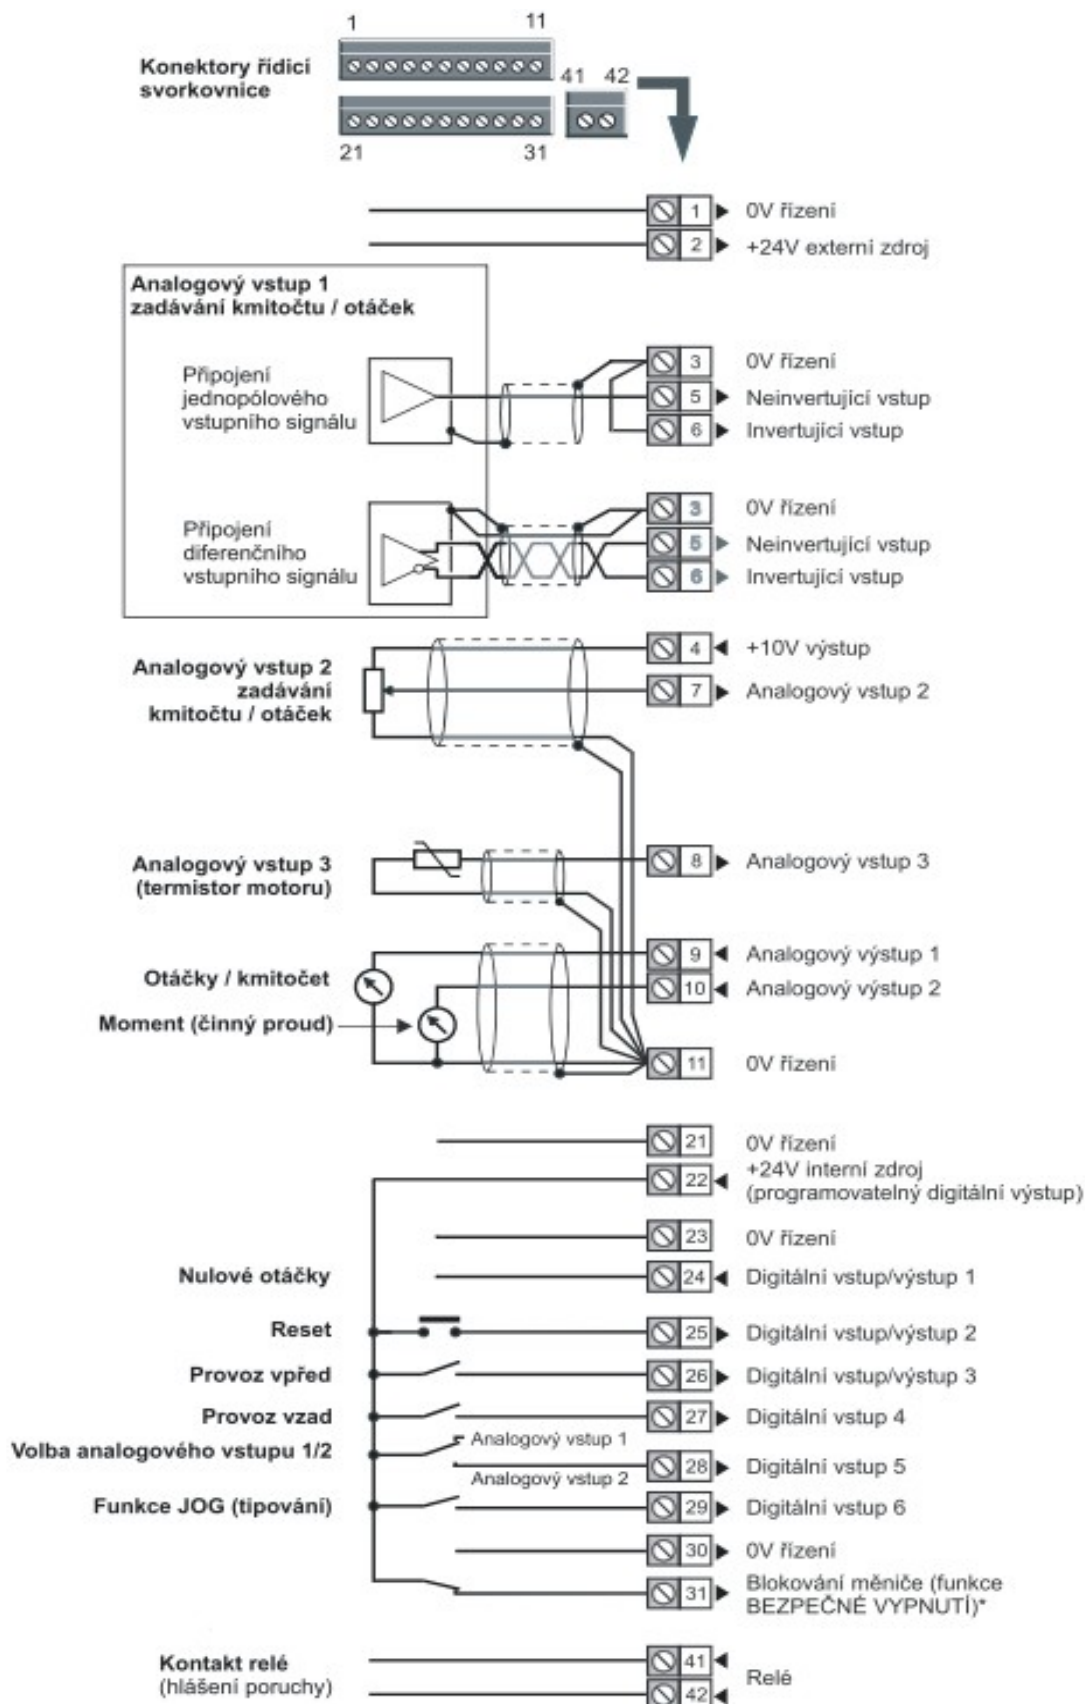 1 11
Konektory řídicí
svorkovnice
41 42
21 31
1 0V řízení
2 +24V externí zdroj
Analogový vstup 1
zadávání kmitočtu / otáček
Připojení
jednopólového
vstupního signálu
3 0V řízení
5 Neinvertující vstup
6 Invertující vstup
Připojení
diferenčního
vstupního signálu
3 0V řízení
5 Neinvertující vstup
6 Invertující vstup
Analogový vstup 2
zadávání
kmitočtu / otáček
4 +10V výstup
7 Analogový vstup 2
Analogový vstup 3
(termistor motoru)
8 Analogový vstup 3
Otáčky / kmitočet
9 Analogový výstup 1
Moment (činný proud)
10 Analogový výstup 2
11 0V řízení
21 0V řízení
22 +24V interní zdroj
(programovatelný digitální výstup)
23 0V řízení
Nulové otáčky
24 Digitální vstup/výstup 1
Reset
25 Digitální vstup/výstup 2
Provoz vpřed
26 Digitální vstup/výstup 3
Provoz vzad
27 Digitální vstup 4
Volba analogového vstupu 1/2
Analogový vstup 1
Analogový vstup 2
28 Digitální vstup 5
Funkce JOG (tipování)
29 Digitální vstup 6
30 0V řízení
31 Blokování měniče (funkce
BEZPEČNÉ VYPNUTÍ)*
Kontakt relé
(hlášení poruchy)
41
42
Relé